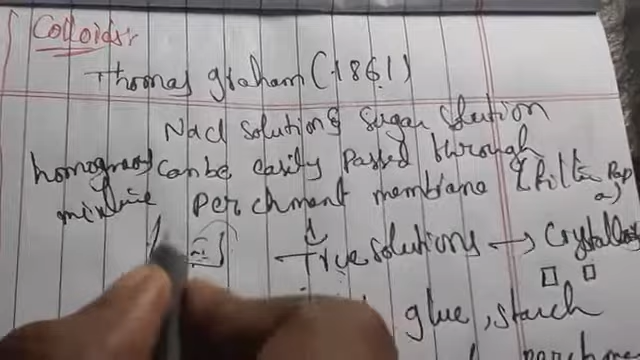 Colloids:
Thomas graham (1861)
Nacl solution & Sugar solution
can be easily Passed through
homogenous mixture
Perchment membrane & filter Pap
True solutions → Crystalloids
glue, starch